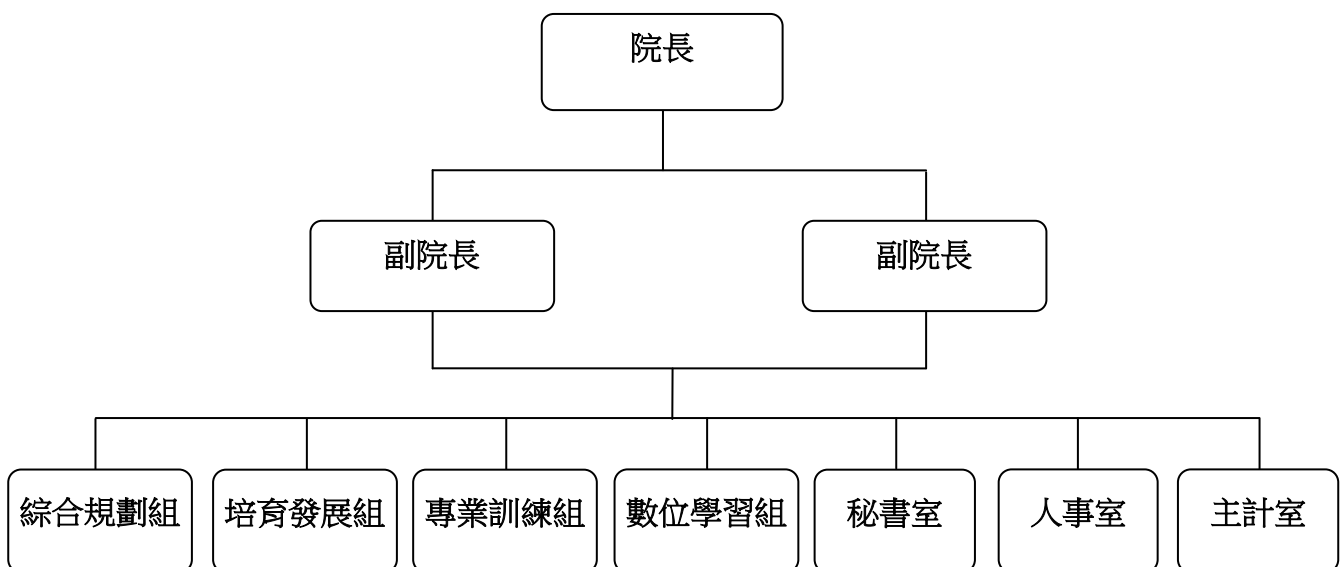 院長
副院長
副院長
綜合規劃組
培育發展組
專業訓練組
數位學習組
秘書室
人事室
主計室